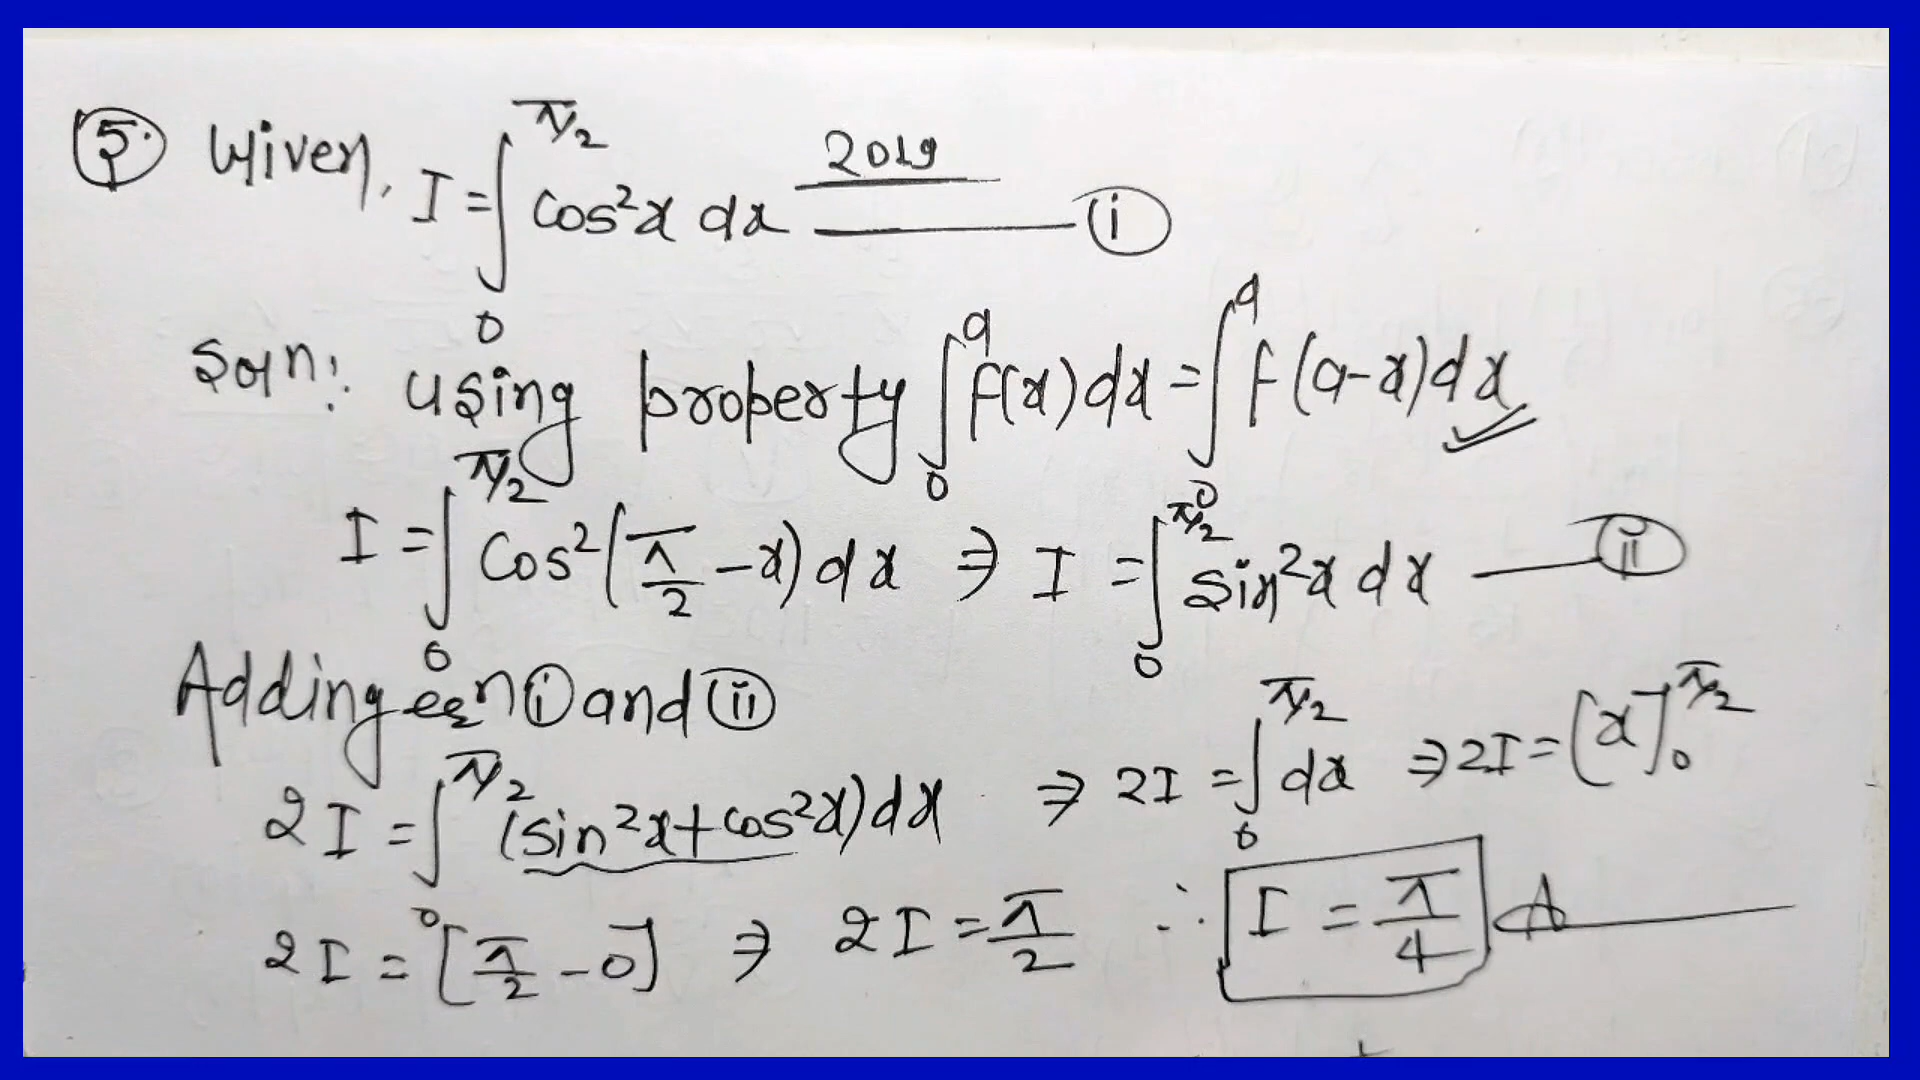 5. Given, I = ∫₀^(π/2) cos²x dx 2019 ——— (i)
Soln: using property ∫₀^a f(x) dx = ∫₀^a f(a-x) dx
I = ∫₀^(π/2) Cos²(π/2 - x) dx ⇒ I = ∫₀^(π/2) sin²x dx ——— (ii)
Adding eqn (i) and (ii)
2I = ∫₀^(π/2) (sin²x + cos²x) dx ⇒ 2I = ∫₀^(π/2) dx ⇒ 2I = [x]₀^(π/2)
2I = [π/2 - 0] ⇒ 2I = π/2 ∴ I = π/4 A